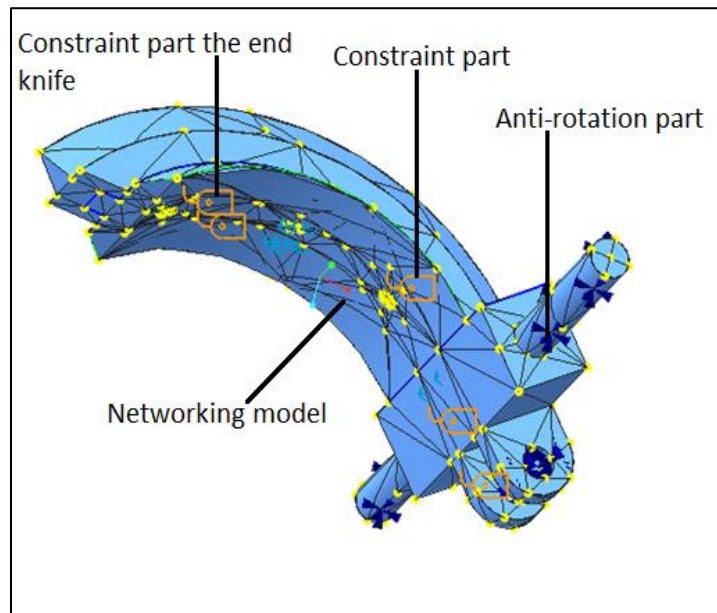 Constraint part the end
knife
Constraint part
Anti-rotation part
Networking model